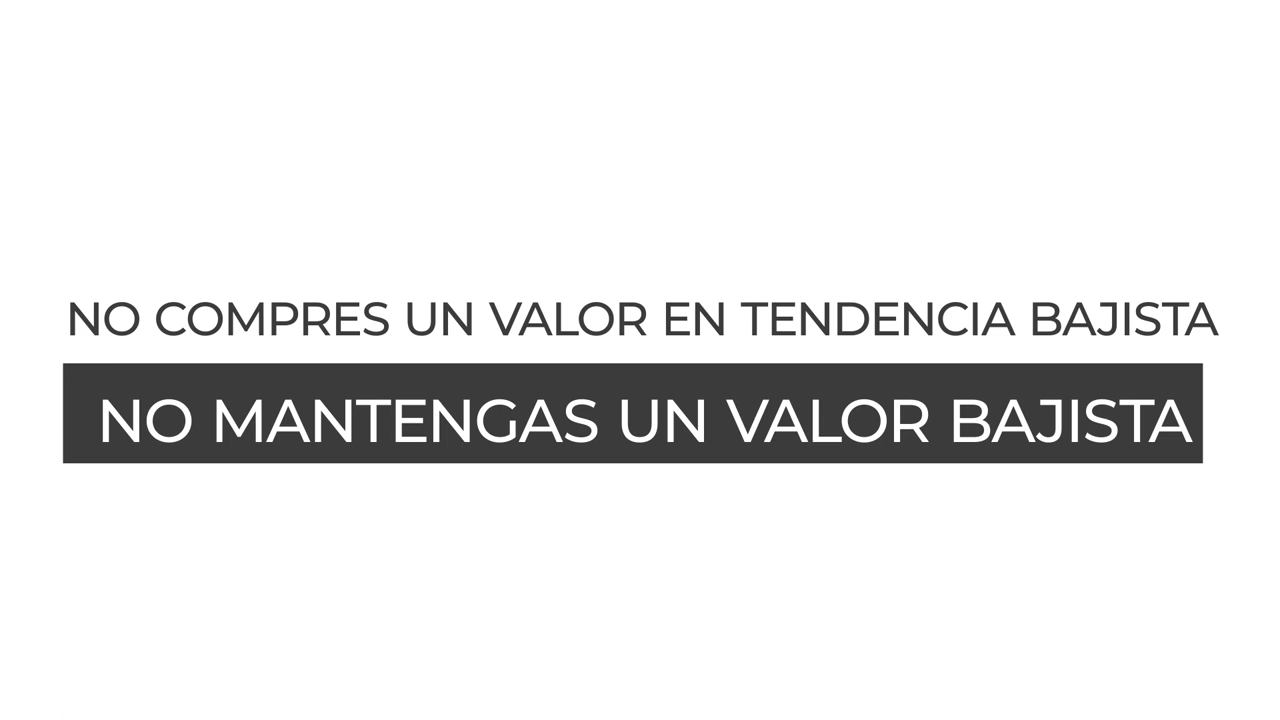 NO COMPRES UN VALOR EN TENDENCIA BAJISTA
NO MANTENGAS UN VALOR BAJISTA